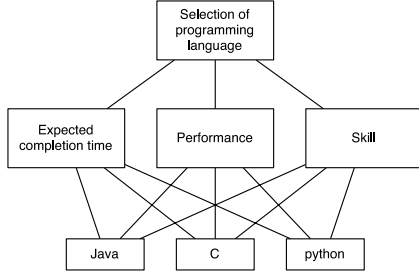 Selection of
programming
language
Expected
completion time
Performance
Skill
Java
C
python